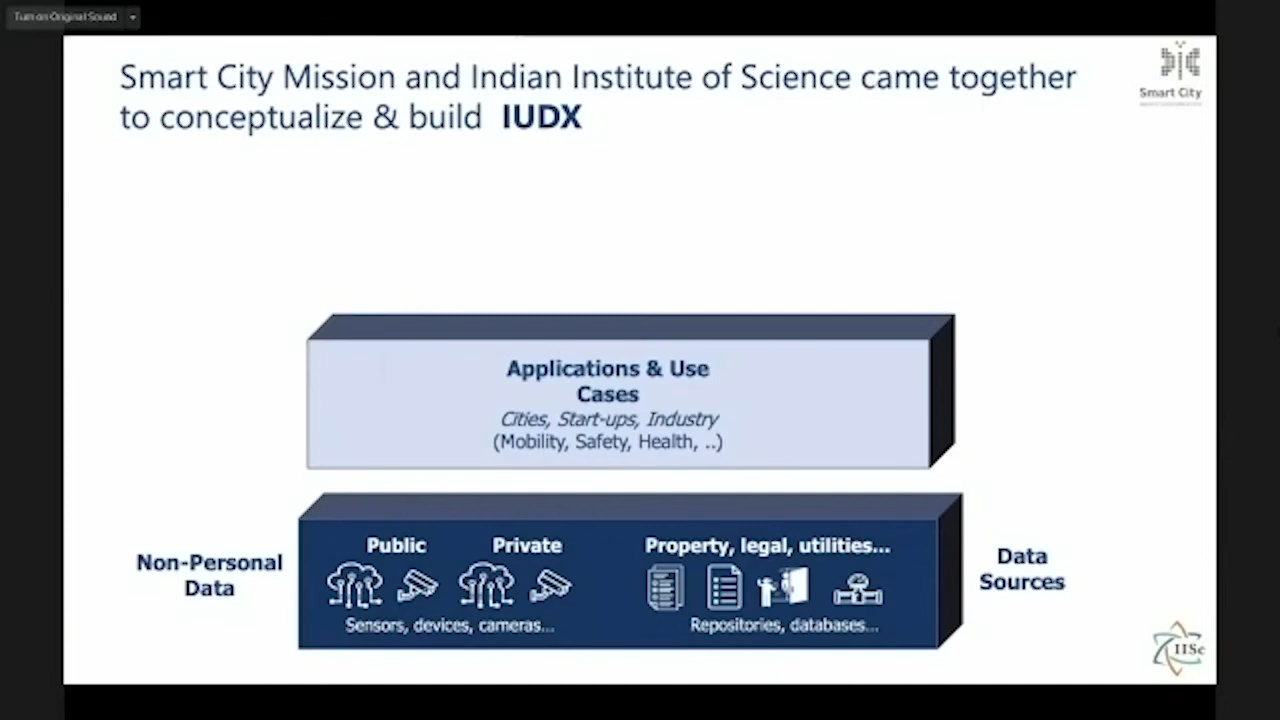 Turn on Original Sound
Smart City Mission and Indian Institute of Science came together
to conceptualize & build IUDX
Smart City
Applications & Use
Cases
Cities, Start-ups, Industry
(Mobility, Safety, Health, ..)
Non-Personal
Data
Public Private Property, legal, utilities...
Sensors, devices, cameras... Repositories, databases...
Data
Sources
IISc